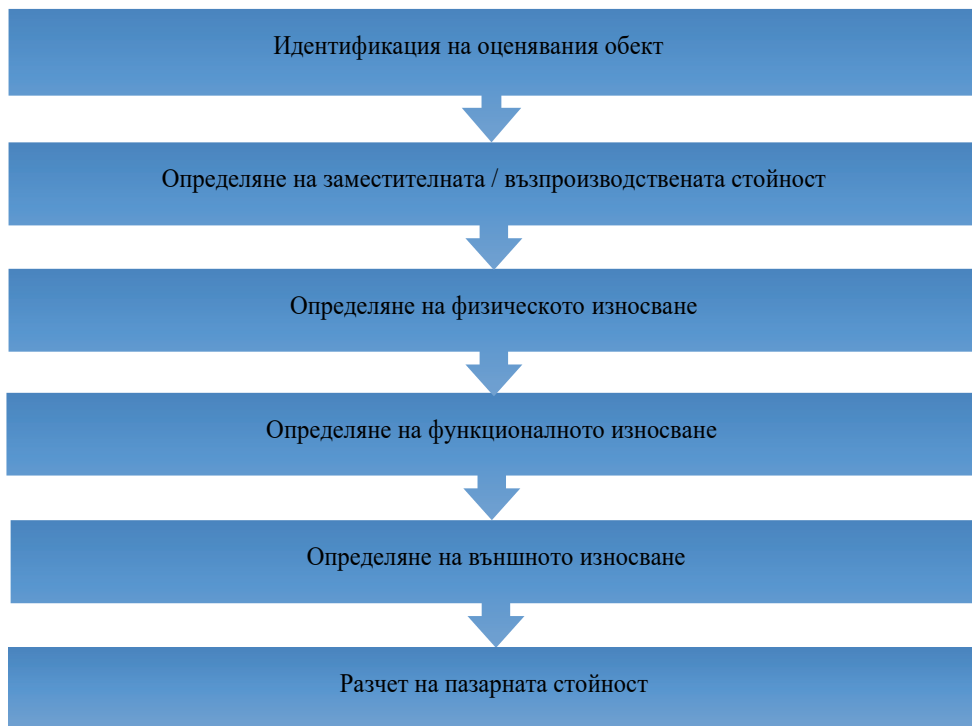 Идентификация на оценявания обект
Определяне на заместителната / възпроизводствената стойност
Определяне на физическото износване
Определяне на функционалното износване
Определяне на външното износване
Разчет на пазарната стойност